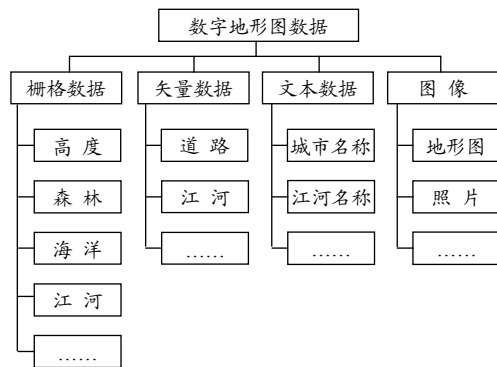 数字地形图数据
栅格数据
矢量数据
文本数据
图 像
高 度
道 路
城市名称
地形图
森 林
江 河
江河名称
照 片
海 洋
……
……
……
江 河
……